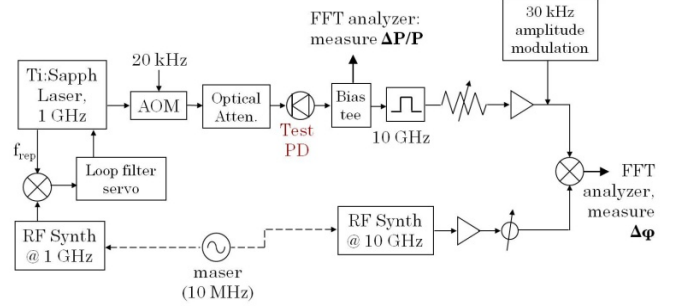 FFT analyzer:
measure ΔP/P
30 kHz
amplitude
modulation
Ti:Sapph
Laser,
1 GHz
20 kHz
AOM
Optical
Atten.
Test
PD
Bias
tee
10 GHz
f_rep
Loop filter
servo
FFT
analyzer,
measure
Δφ
RF Synth
@ 1 GHz
maser
(10 MHz)
RF Synth
@ 10 GHz